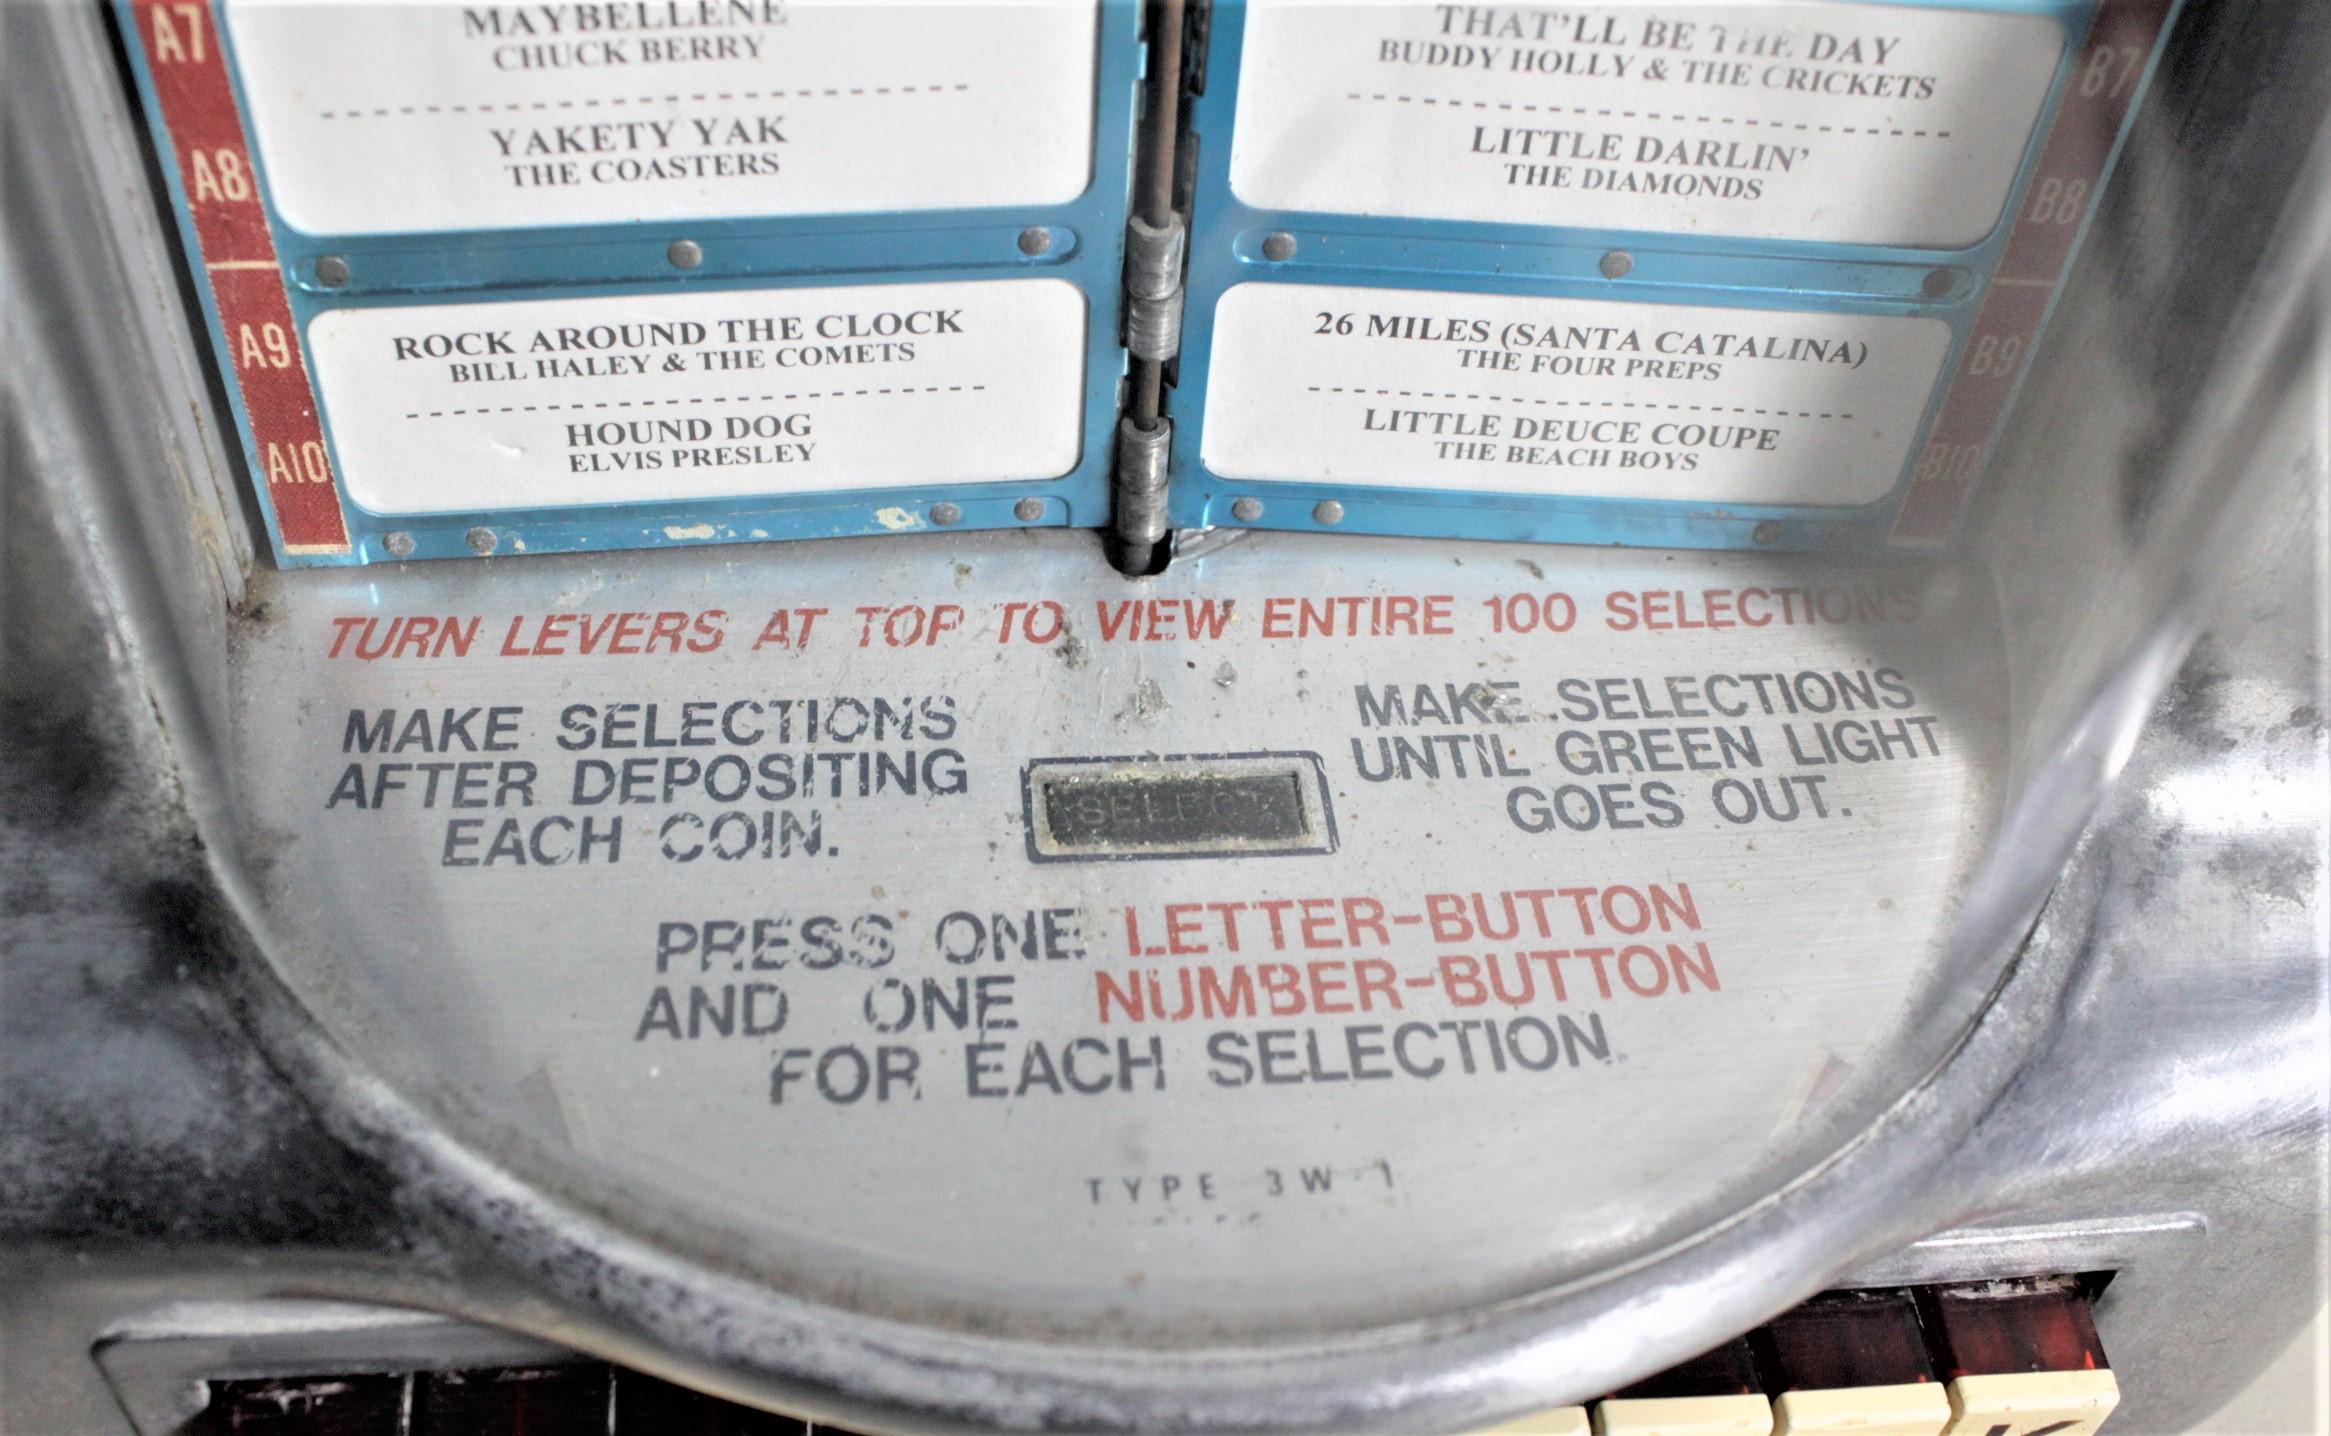 A7
MAYBELLENE
CHUCK BERRY
A8
YAKETY YAK
THE COASTERS
A9
ROCK AROUND THE CLOCK
BILL HALEY & THE COMETS
A10
HOUND DOG
ELVIS PRESLEY
THAT'LL BE THE DAY
BUDDY HOLLY & THE CRICKETS
B7
LITTLE DARLIN'
THE DIAMONDS
B8
26 MILES (SANTA CATALINA)
THE FOUR PREPS
B9
LITTLE DEUCE COUPE
THE BEACH BOYS
B10
TURN LEVERS AT TOP TO VIEW ENTIRE 100 SELECTIONS
MAKE SELECTIONS
AFTER DEPOSITING
EACH COIN.
SELECT
MAKE SELECTIONS
UNTIL GREEN LIGHT
GOES OUT.
PRESS ONE LETTER-BUTTON
AND ONE NUMBER-BUTTON
FOR EACH SELECTION.
TYPE 3W-1